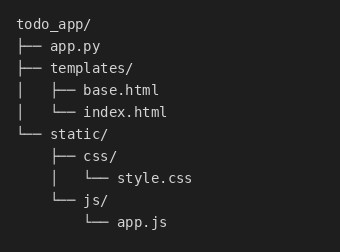 todo_app/
├── app.py
├── templates/
│   ├── base.html
│   └── index.html
└── static/
    ├── css/
    │   └── style.css
    └── js/
        └── app.js